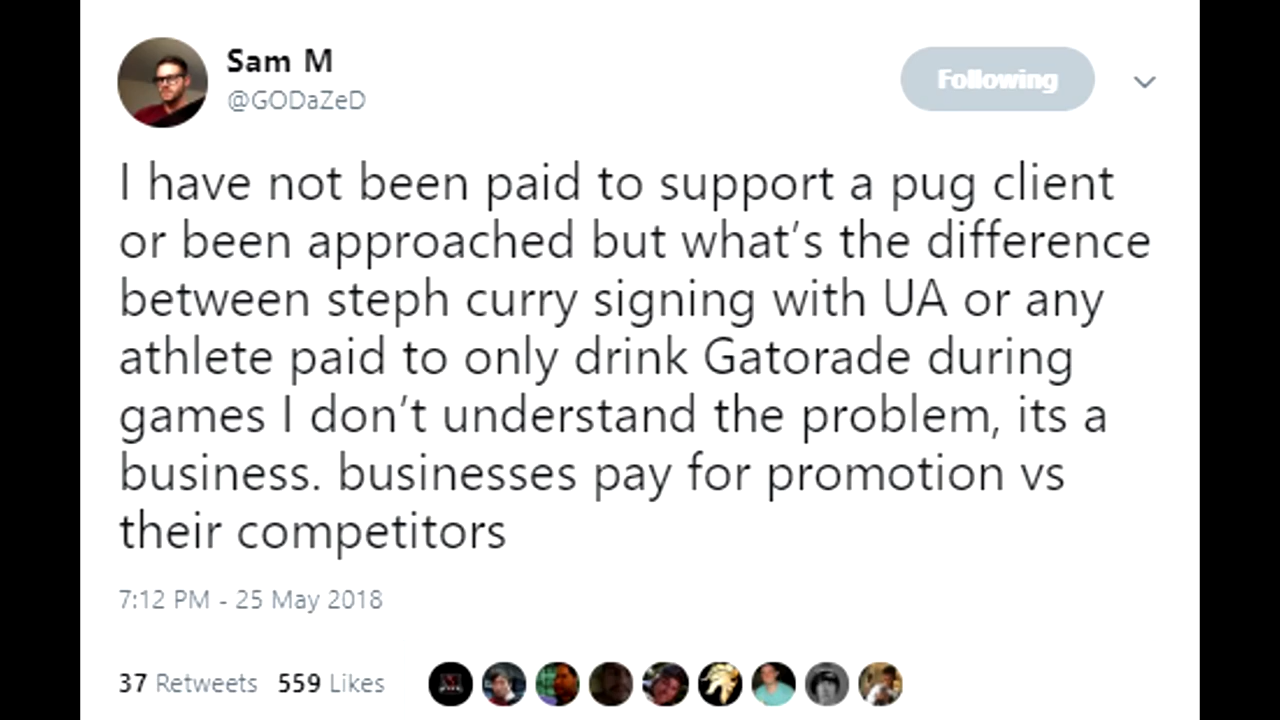 Sam M
@GODaZeD
Following
I have not been paid to support a pug client
or been approached but what's the difference
between steph curry signing with UA or any
athlete paid to only drink Gatorade during
games I don't understand the problem, its a
business. businesses pay for promotion vs
their competitors
7:12 PM - 25 May 2018
37 Retweets 559 Likes